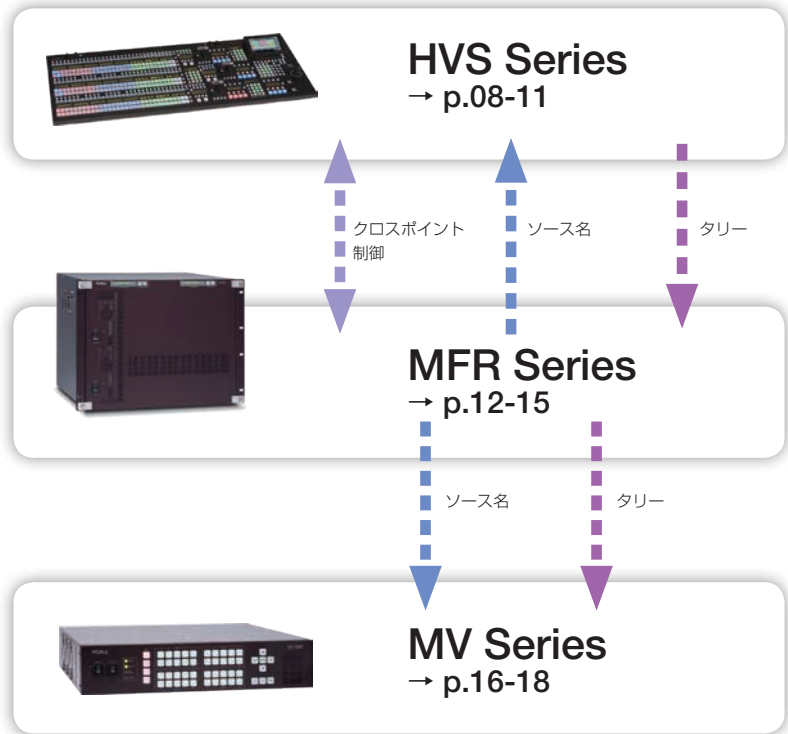 HVS Series
→ p.08-11
クロスポイント
制御
ソース名
タリー
MFR Series
→ p.12-15
ソース名
タリー
MV Series
→ p.16-18